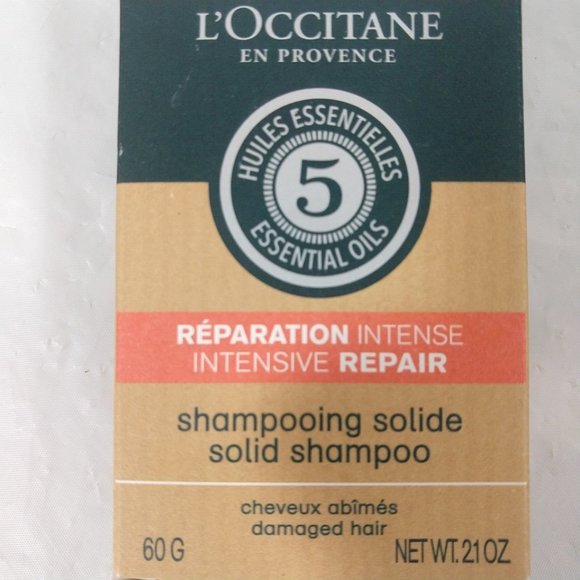 L'OCCITANE
EN PROVENCE
HUILES ESSENTIELLES
5
ESSENTIAL OILS
RÉPARATION INTENSE
INTENSIVE REPAIR
shampooing solide
solid shampoo
cheveux abîmés
damaged hair
60 G NET WT. 2.1 OZ